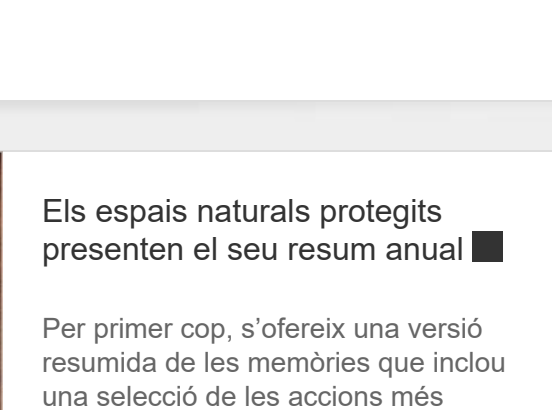 Els espais naturals protegits
presenten el seu resum anual
Per primer cop, s’ofereix una versió
resumida de les memòries que inclou
una selecció de les accions més